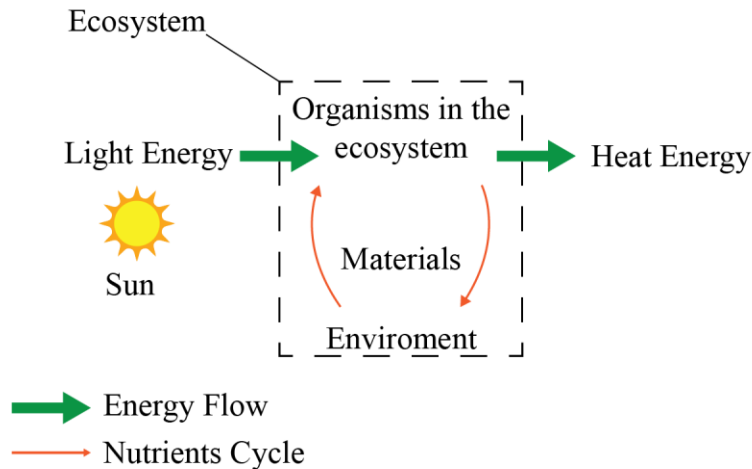 Ecosystem
Organisms in the
ecosystem
Light Energy
Heat Energy
Sun
Materials
Enviroment
Energy Flow
Nutrients Cycle